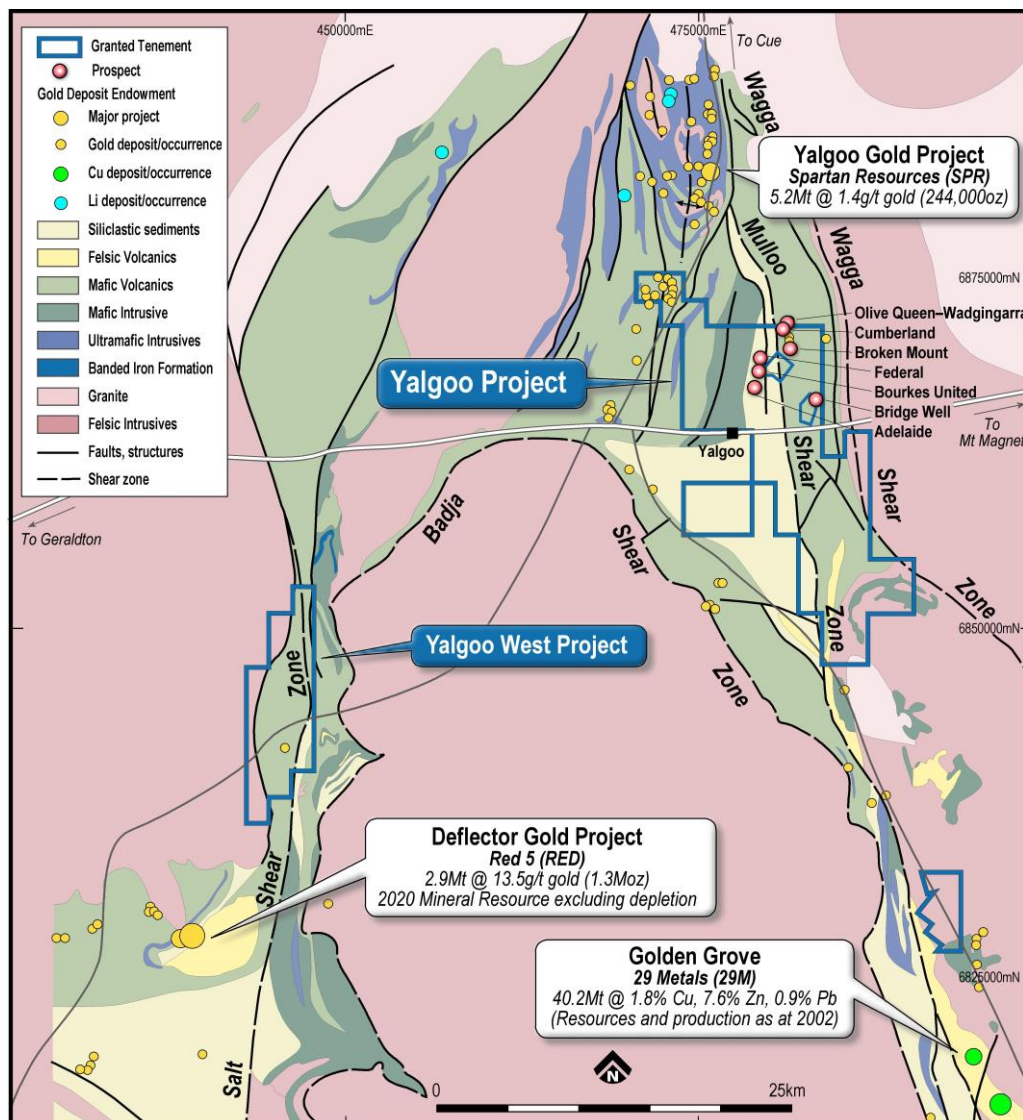 450000mE
475000mE
To Cue
Granted Tenement
Prospect
Gold Deposit Endowment
Major project
Gold deposit/occurrence
Cu deposit/occurrence
Li deposit/occurrence
Siliclastic sediments
Felsic Volcanics
Mafic Volcanics
Mafic Intrusive
Ultramafic Intrusives
Banded Iron Formation
Granite
Felsic Intrusives
Faults, structures
Shear zone
Wagga
Yalgoo Gold Project
Spartan Resources (SPR)
5.2Mt @ 1.4g/t gold (244,000oz)
Mulloo
Wagga
6875000mN
Olive Queen–Wadgingarra
Cumberland
Broken Mount
Federal
Bourkes United
Bridge Well
Adelaide
Yalgoo Project
To
Mt Magnet
Yalgoo
Shear
Shear
To Geraldton
Badja
Shear
Zone
Zone
6850000mN
Yalgoo West Project
Zone
Zone
Deflector Gold Project
Red 5 (RED)
2.9Mt @ 13.5g/t gold (1.3Moz)
2020 Mineral Resource excluding depletion
Shear
Golden Grove
29 Metals (29M)
40.2Mt @ 1.8% Cu, 7.6% Zn, 0.9% Pb
(Resources and production as at 2002)
6825000mN
Salt
N
0
25km